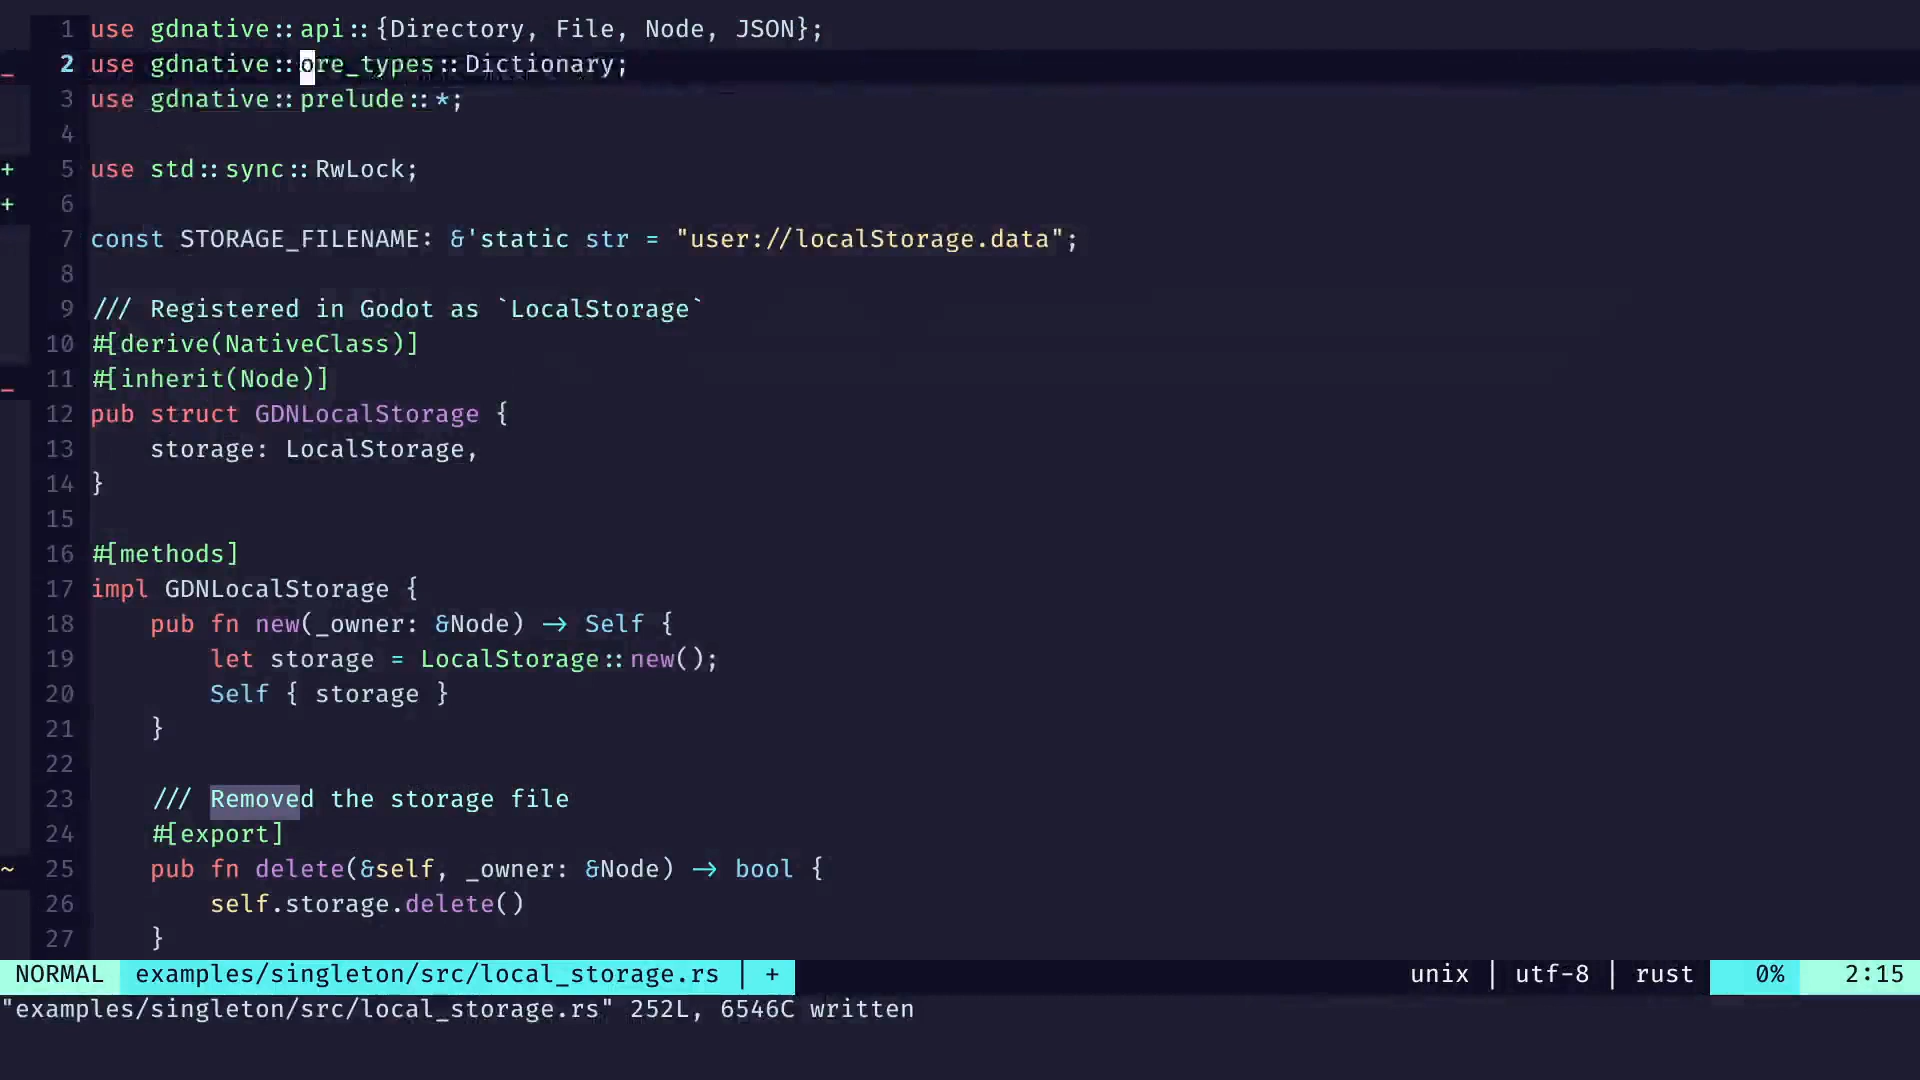 1 use gdnative::api::{Directory, File, Node, JSON};
2 use gdnative::ore_types::Dictionary;
3 use gdnative::prelude::*;
4
5 use std::sync::RwLock;
6
7 const STORAGE_FILENAME: &'static str = "user://localStorage.data";
8
9 /// Registered in Godot as `LocalStorage`
10 #[derive(NativeClass)]
11 #[inherit(Node)]
12 pub struct GDNLocalStorage {
13 storage: LocalStorage,
14 }
15
16 #[methods]
17 impl GDNLocalStorage {
18 pub fn new(_owner: &Node) -> Self {
19 let storage = LocalStorage::new();
20 Self { storage }
21 }
22
23 /// Removed the storage file
24 #[export]
~ 25 pub fn delete(&self, _owner: &Node) -> bool {
26 self.storage.delete()
27 }
NORMAL examples/singleton/src/local_storage.rs | + unix | utf-8 | rust 0% 2:15
"examples/singleton/src/local_storage.rs" 252L, 6546C written